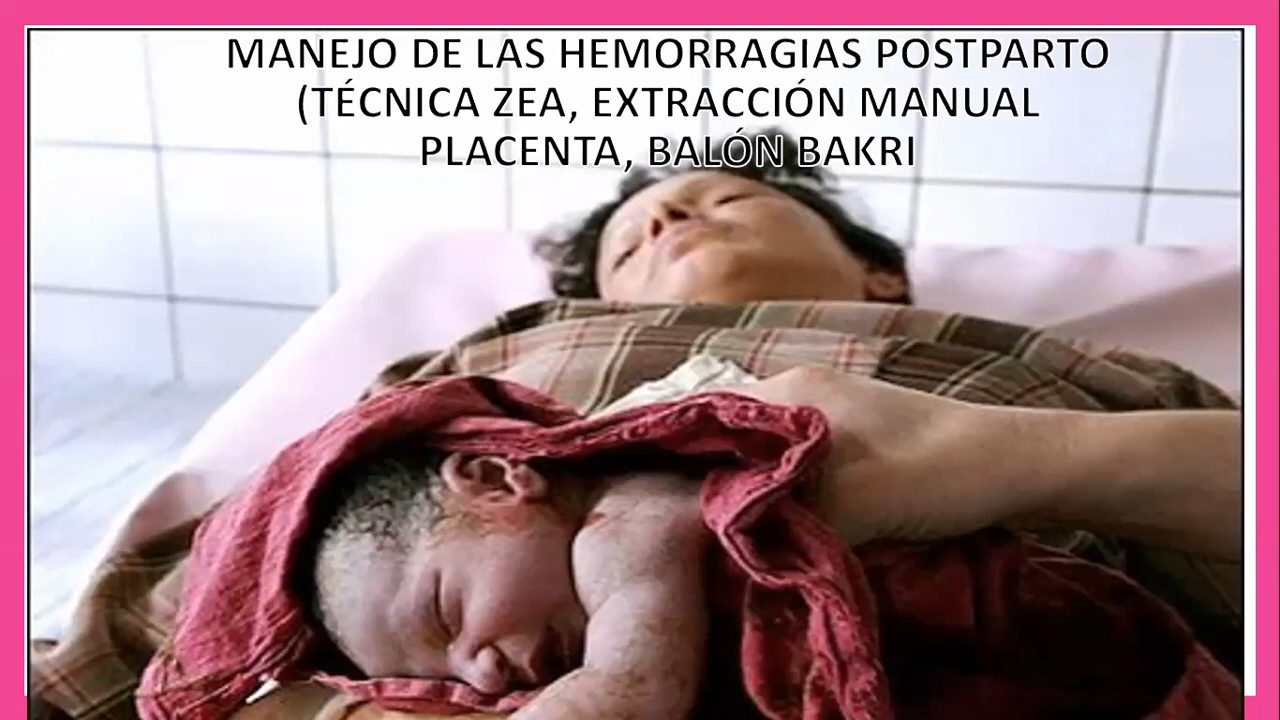 MANEJO DE LAS HEMORRAGIAS POSTPARTO
(TÉCNICA ZEA, EXTRACCIÓN MANUAL
PLACENTA, BALÓN BAKRI